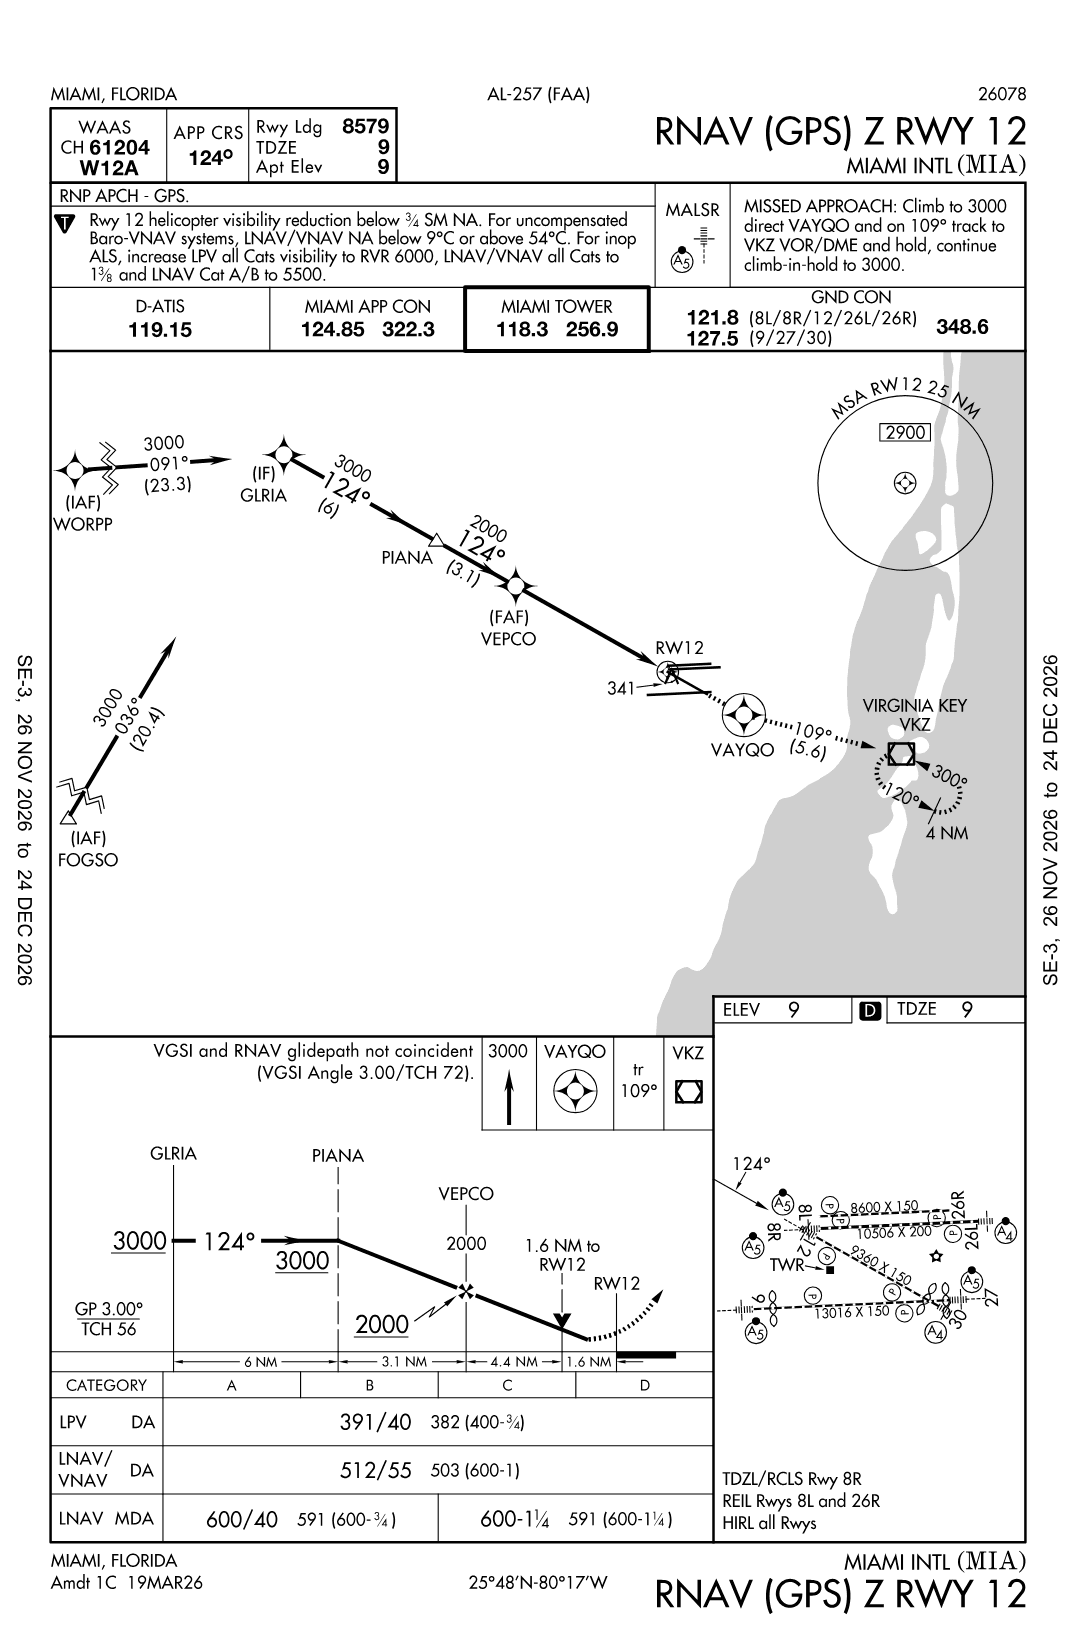 MIAMI, FLORIDA
AL-257 (FAA)
26078
WAAS
CH 61204
W12A
APP CRS
124°
Rwy Ldg 8579
TDZE 9
Apt Elev 9
RNAV (GPS) Z RWY 12
MIAMI INTL (MIA)
RNP APCH - GPS.
T
Rwy 12 helicopter visibility reduction below ¾ SM NA. For uncompensated
Baro-VNAV systems, LNAV/VNAV NA below 9°C or above 54°C. For inop
ALS, increase LPV all Cats visibility to RVR 6000, LNAV/VNAV all Cats to
1⅜ and LNAV Cat A/B to 5500.
MALSR
A5
MISSED APPROACH: Climb to 3000
direct VAYQO and on 109° track to
VKZ VOR/DME and hold, continue
climb-in-hold to 3000.
D-ATIS
119.15
MIAMI APP CON
124.85 322.3
MIAMI TOWER
118.3 256.9
GND CON
121.8 (8L/8R/12/26L/26R)
127.5 (9/27/30)
348.6
MSA RW12 25 NM
2900
3000
091°
(23.3)
(IAF)
WORPP
(IF)
GLRIA
3000
124°
(6)
PIANA
2000
124°
(3.1)
(FAF)
VEPCO
RW12
341
VAYQO
109°
(5.6)
VIRGINIA KEY
VKZ
300°
120°
4 NM
3000
036°
(20.4)
(IAF)
FOGSO
SE-3, 26 NOV 2026 to 24 DEC 2026
SE-3, 26 NOV 2026 to 24 DEC 2026
ELEV 9
D
TDZE 9
VGSI and RNAV glidepath not coincident
(VGSI Angle 3.00/TCH 72).
3000
VAYQO
tr
109°
VKZ
GLRIA
PIANA
VEPCO
2000
1.6 NM to
RW12
RW12
3000
124°
3000
2000
GP 3.00°
TCH 56
6 NM
3.1 NM
4.4 NM
1.6 NM
124°
A5
8L
P
8600 X 150
P
26R
8R
P
10506 X 200
P
26L
A4
A5
12
P
9360 X 150
TWR
A5
9
P
13016 X 150
P
P
30
27
A5
A4
CATEGORY
A
B
C
D
LPV DA
391/40 382 (400-¾)
LNAV/
VNAV DA
512/55 503 (600-1)
LNAV MDA
600/40 591 (600-¾)
600-1¼ 591 (600-1¼)
TDZL/RCLS Rwy 8R
REIL Rwys 8L and 26R
HIRL all Rwys
MIAMI, FLORIDA
Amdt 1C 19MAR26
25°48'N-80°17'W
MIAMI INTL (MIA)
RNAV (GPS) Z RWY 12